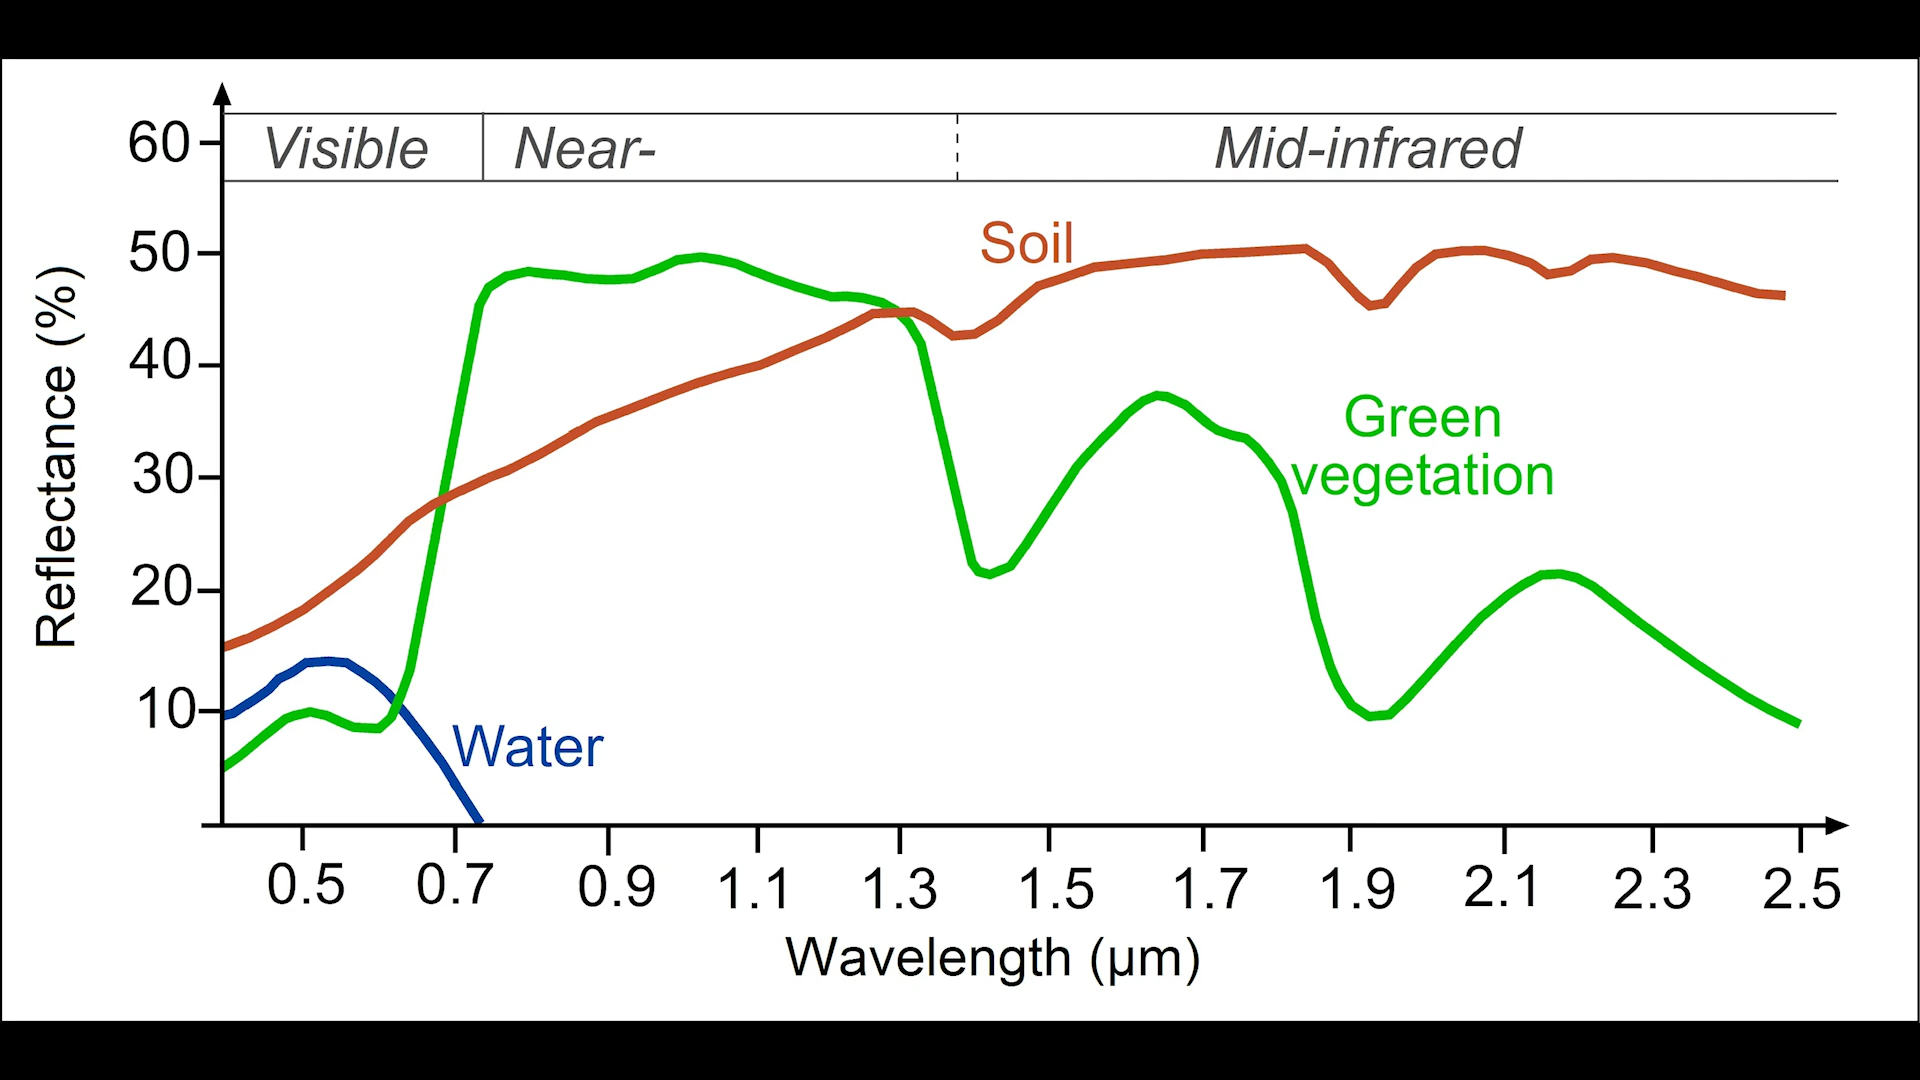 Visible Near- Mid-infrared
60
50
40
30
20
10
Reflectance (%)
Soil
Green
vegetation
Water
0.5 0.7 0.9 1.1 1.3 1.5 1.7 1.9 2.1 2.3 2.5
Wavelength (µm)